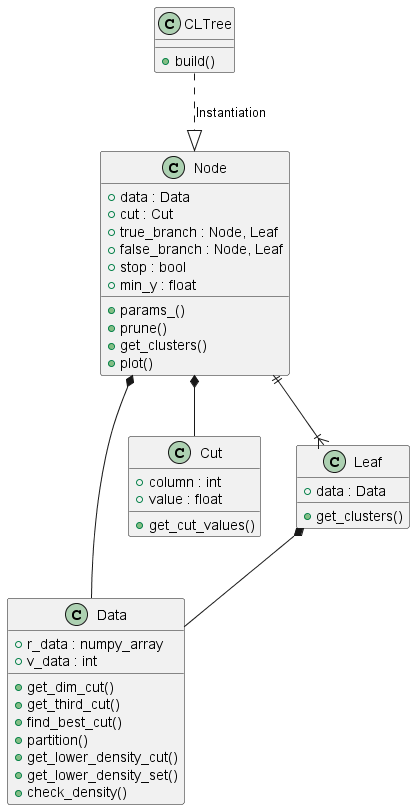 C CLTree
build()
Instantiation
C Node
data : Data
cut : Cut
true_branch : Node, Leaf
false_branch : Node, Leaf
stop : bool
min_y : float
params_()
prune()
get_clusters()
plot()
C Cut
column : int
value : float
get_cut_values()
C Leaf
data : Data
get_clusters()
C Data
r_data : numpy_array
v_data : int
get_dim_cut()
get_third_cut()
find_best_cut()
partition()
get_lower_density_cut()
get_lower_density_set()
check_density()